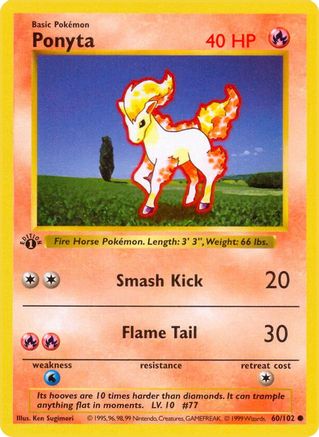 Basic Pokémon
Ponyta 40 HP
EDITION 1
Fire Horse Pokémon. Length: 3' 3", Weight: 66 lbs.
Smash Kick 20
Flame Tail 30
weakness resistance retreat cost
Its hooves are 10 times harder than diamonds. It can trample
anything flat in moments. LV. 10 #77
Illus. Ken Sugimori ©1995, 96, 98, 99 Nintendo, Creatures, GAMEFREAK. ©1999 Wizards. 60/102